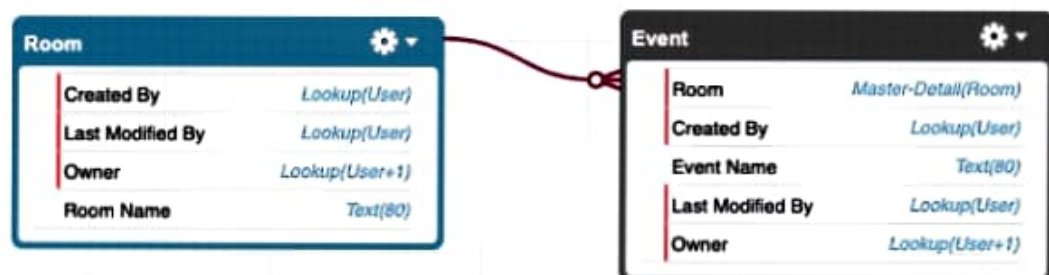 Room
Created By Lookup(User)
Last Modified By Lookup(User)
Owner Lookup(User+1)
Room Name Text(80)
Event
Room Master-Detail(Room)
Created By Lookup(User)
Event Name Text(80)
Last Modified By Lookup(User)
Owner Lookup(User+1)